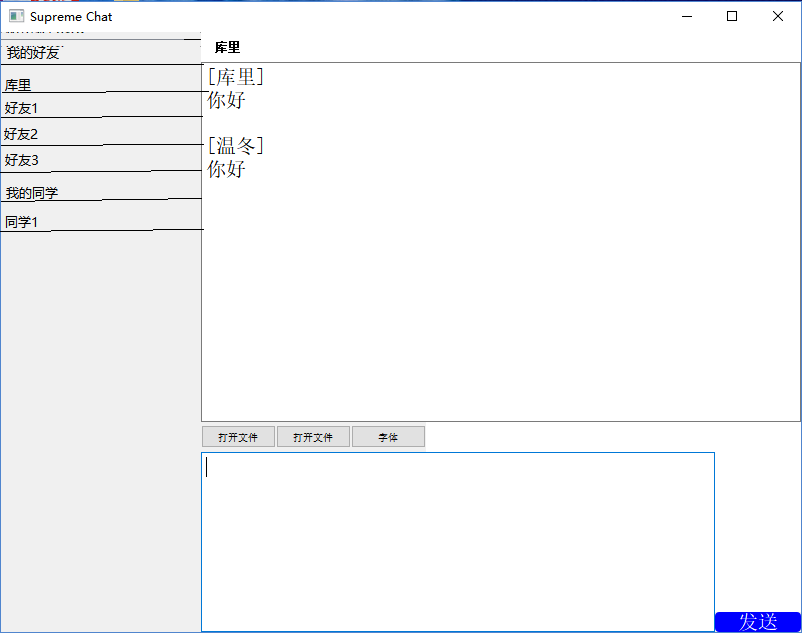 Supreme Chat
我的好友
库里
好友1
好友2
好友3
我的同学
同学1
库里
[库里]
你好
[温冬]
你好
打开文件
打开文件
字体
发送